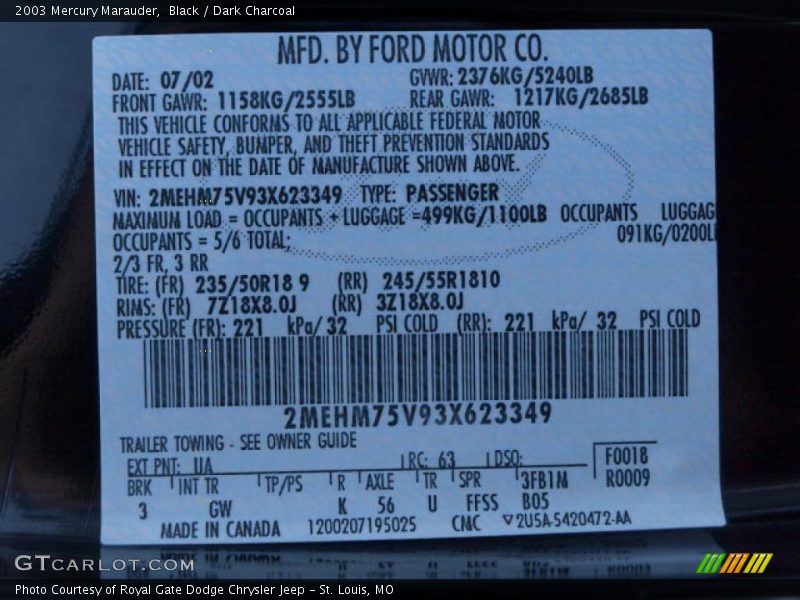 2003 Mercury Marauder,  Black / Dark Charcoal
MFD. BY FORD MOTOR CO.
DATE: 07/02 GVWR: 2376KG/5240LB
FRONT GAWR: 1158KG/2555LB REAR GAWR: 1217KG/2685LB
THIS VEHICLE CONFORMS TO ALL APPLICABLE FEDERAL MOTOR
VEHICLE SAFETY, BUMPER, AND THEFT PREVENTION STANDARDS
IN EFFECT ON THE DATE OF MANUFACTURE SHOWN ABOVE.
VIN: 2MEHM75V93X623349 TYPE: PASSENGER
MAXIMUM LOAD = OCCUPANTS + LUGGAGE =499KG/1100LB OCCUPANTS LUGGAG
OCCUPANTS = 5/6 TOTAL; 091KG/0200L
2/3 FR, 3 RR
TIRE: (FR) 235/50R18 9 (RR) 245/55R1810
RIMS: (FR) 7Z18X8.0J (RR) 3Z18X8.0J
PRESSURE (FR): 221 kPa/ 32 PSI COLD (RR): 221 kPa/ 32 PSI COLD
2MEHM75V93X623349
TRAILER TOWING - SEE OWNER GUIDE
EXT PNT: UA RC: 63 DSO: F0018
BRK INT TR TP/PS R AXLE TR SPR 3FB1M R0009
3 GW K 56 U FFSS B05
MADE IN CANADA 1200207195025 CMC ▽2U5A-5420472-AA
GTCARLOT.COM
Photo Courtesy of Royal Gate Dodge Chrysler Jeep - St. Louis, MO